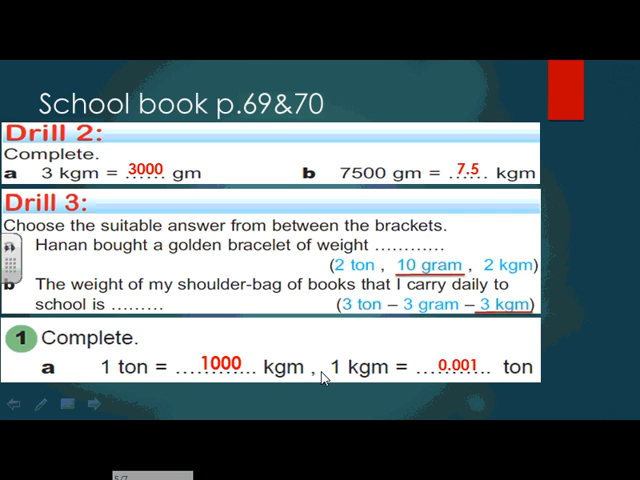 School book p.69&70
Drill 2:
Complete.
a 3 kgm = 3000 gm b 7500 gm = 7.5 kgm
Drill 3:
Choose the suitable answer from between the brackets.
Hanan bought a golden bracelet of weight ............
(2 ton , 10 gram , 2 kgm)
b The weight of my shoulder-bag of books that I carry daily to
school is ......... (3 ton – 3 gram – 3 kgm)
1 Complete.
a 1 ton = ...1000... kgm , 1 kgm = ...0.001... ton